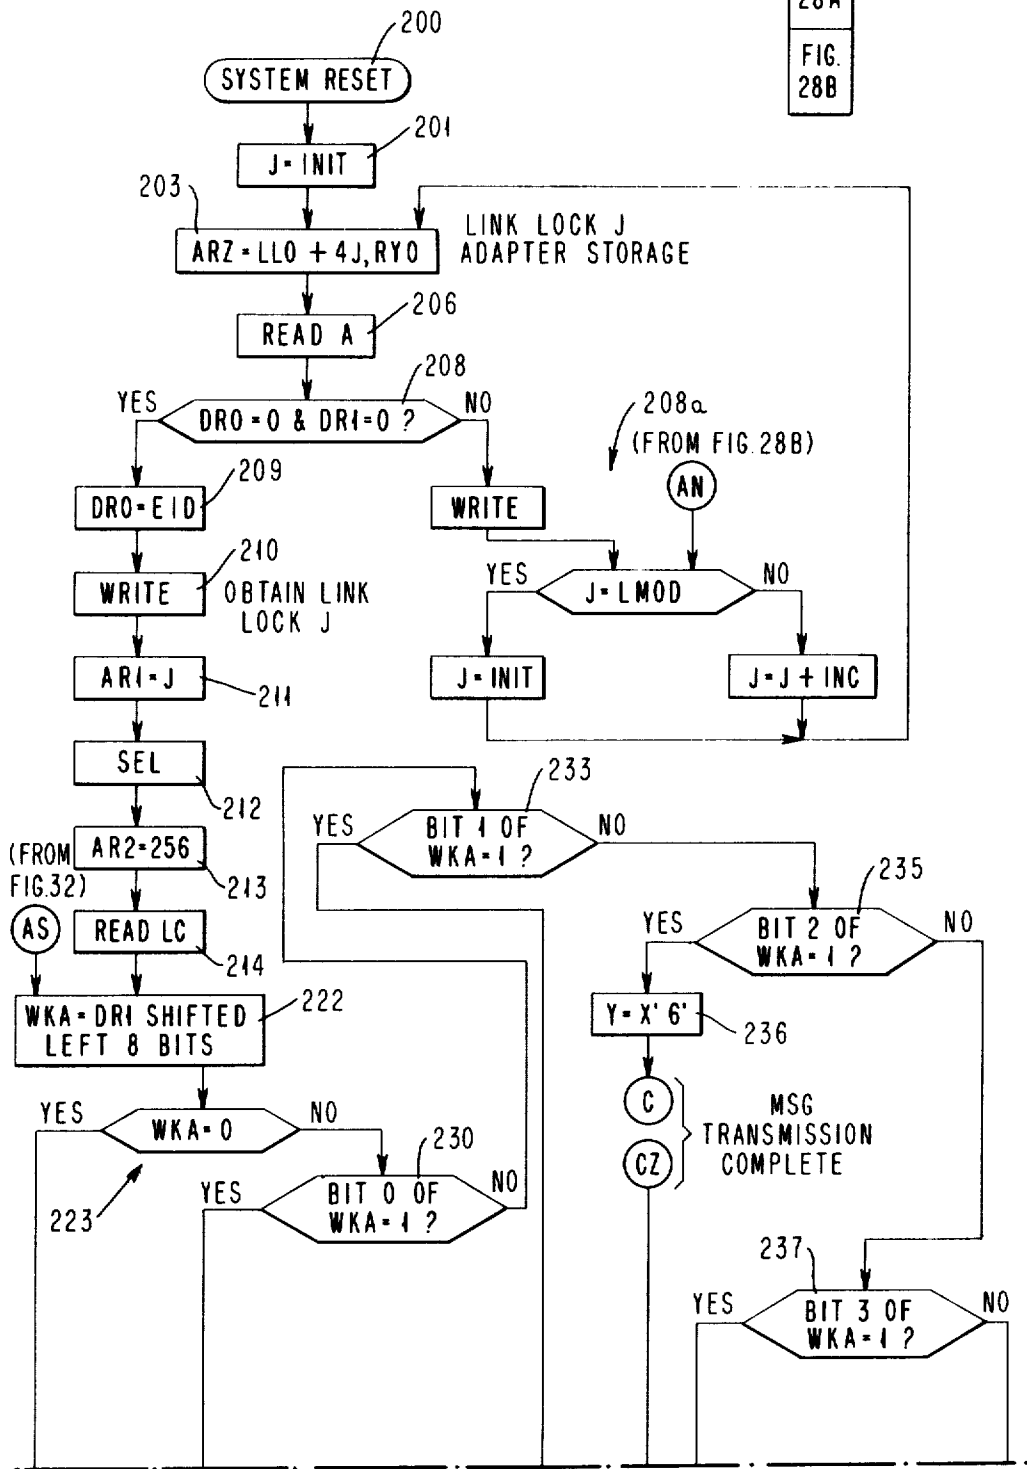 28A
FIG.
28B
200
SYSTEM RESET
201
J=INIT
203
ARZ=LL0 + 4J,RY0
LINK LOCK J
ADAPTER STORAGE
206
READ A
208
YES
DR0=0 & DR1=0 ?
NO
208a
(FROM FIG.28B)
AN
209
DR0=EID
WRITE
210
WRITE
OBTAIN LINK
LOCK J
YES
J=LMOD
NO
AR1=J
211
J=INIT
J=J + INC
SEL
212
233
YES
BIT 1 OF
WKA=1 ?
NO
(FROM
FIG.32)
AR2=256
213
235
AS
READ LC
214
YES
BIT 2 OF
WKA=1 ?
NO
222
WKA=DR1 SHIFTED
LEFT 8 BITS
Y=X'6'
236
YES
WKA=0
NO
223
230
YES
BIT 0 OF
WKA=1 ?
NO
C
CZ
MSG
TRANSMISSION
COMPLETE
237
YES
BIT 3 OF
WKA=1 ?
NO